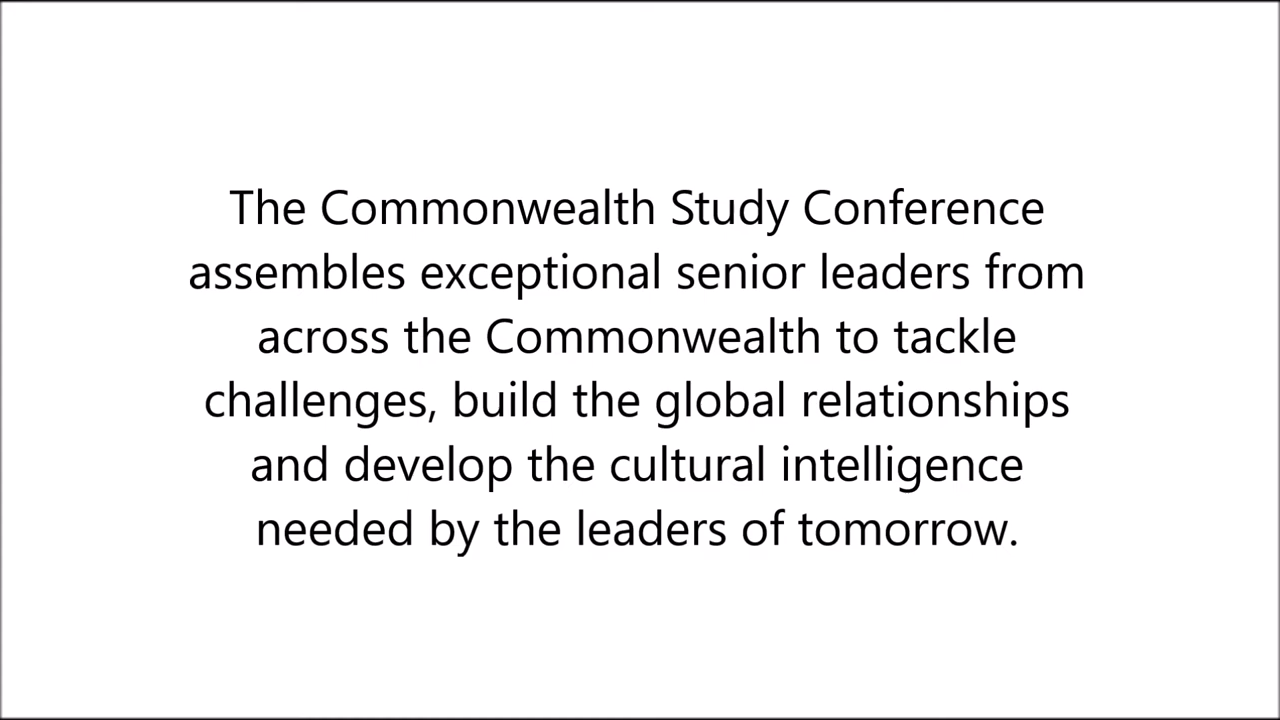 The Commonwealth Study Conference
assembles exceptional senior leaders from
across the Commonwealth to tackle
challenges, build the global relationships
and develop the cultural intelligence
needed by the leaders of tomorrow.